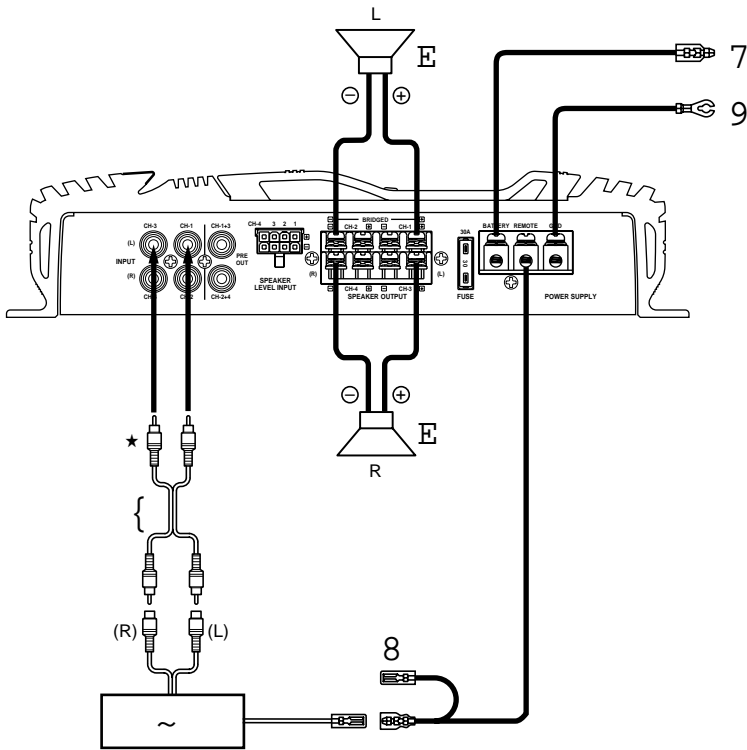 L
E
7
9
⊖ ⊕
CH-3 CH-1 CH-1+3
(L)
INPUT
(R)
CH-2+4
PRE OUT
CH-4 3 2 1
⊞
⊟
SPEAKER LEVEL INPUT
⊟ BRIDGED ⊞
⊟ CH-2 ⊞ ⊟ CH-1 ⊞
(R) (L)
⊟ CH-4 ⊞ ⊟ CH-3 ⊞
SPEAKER OUTPUT
30A
30
FUSE
BATTERY REMOTE GND
POWER SUPPLY
⊖ ⊕
E
R
★
{
(R) (L)
8
~